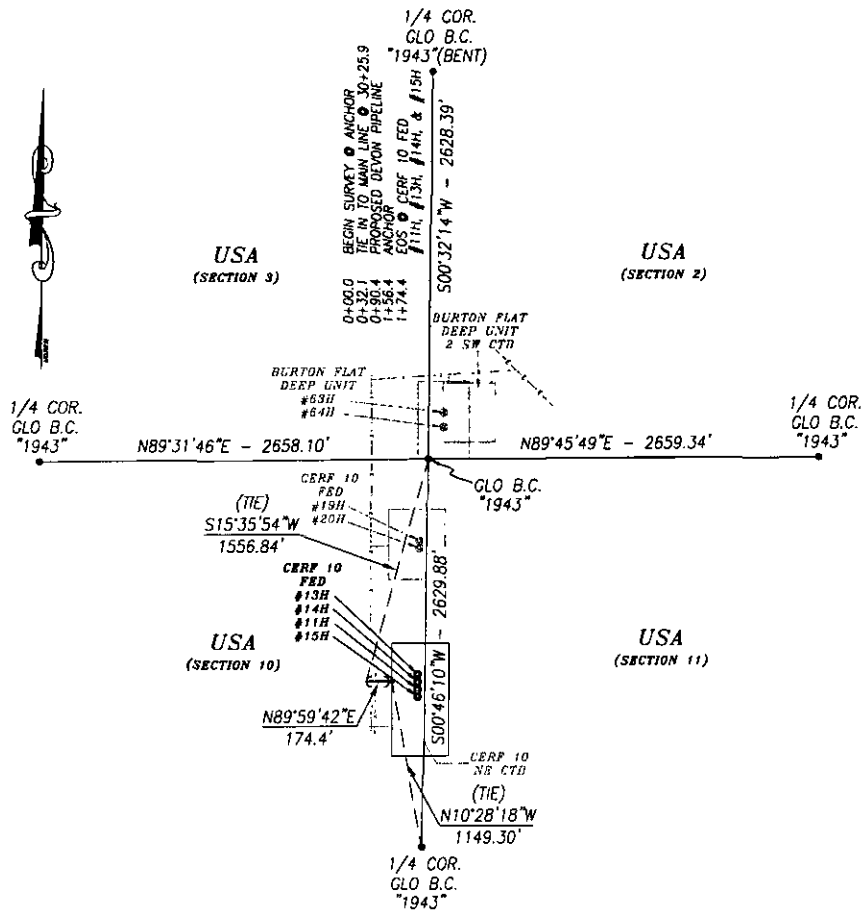 1/4 COR.
GLO B.C.
"1943"(BENT)
0+00.0 BEGIN SURVEY @ ANCHOR
0+32.1 TIE IN TO MAIN LINE @ 30+25.9
0+90.4 PROPOSED DEVON PIPELINE
1+56.4 ANCHOR
1+74.4 EOS @ CERF 10 FED
#11H, #13H, #14H, & #15H
S00°32'14"W - 2628.39'
USA
(SECTION 3)
USA
(SECTION 2)
BURTON FLAT
DEEP UNIT
2 SW CTB
BURTON FLAT
DEEP UNIT
#63H
#64H
1/4 COR.
GLO B.C.
"1943"
N89°31'46"E - 2658.10'
N89°45'49"E - 2659.34'
1/4 COR.
GLO B.C.
"1943"
GLO B.C.
"1943"
CERF 10
FED
#19H
#20H
(TIE)
S15°35'54"W
1556.84'
CERF 10
FED
#13H
#14H
#11H
#15H
S00°46'10"W - 2629.88'
USA
(SECTION 10)
USA
(SECTION 11)
N89°59'42"E
174.4'
CERF 10
NE CTB
(TIE)
N10°28'18"W
1149.30'
1/4 COR.
GLO B.C.
"1943"